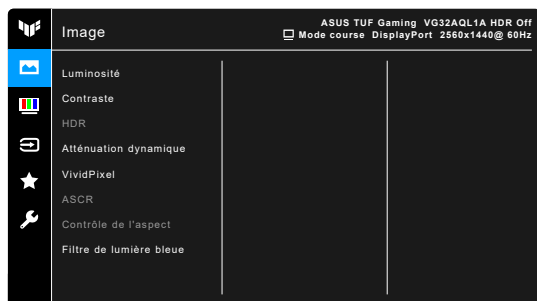 Image
ASUS TUF Gaming VG32AQL1A HDR Off
Mode course DisplayPort 2560x1440@ 60Hz
Luminosité
Contraste
HDR
Atténuation dynamique
VividPixel
ASCR
Contrôle de l'aspect
Filtre de lumière bleue